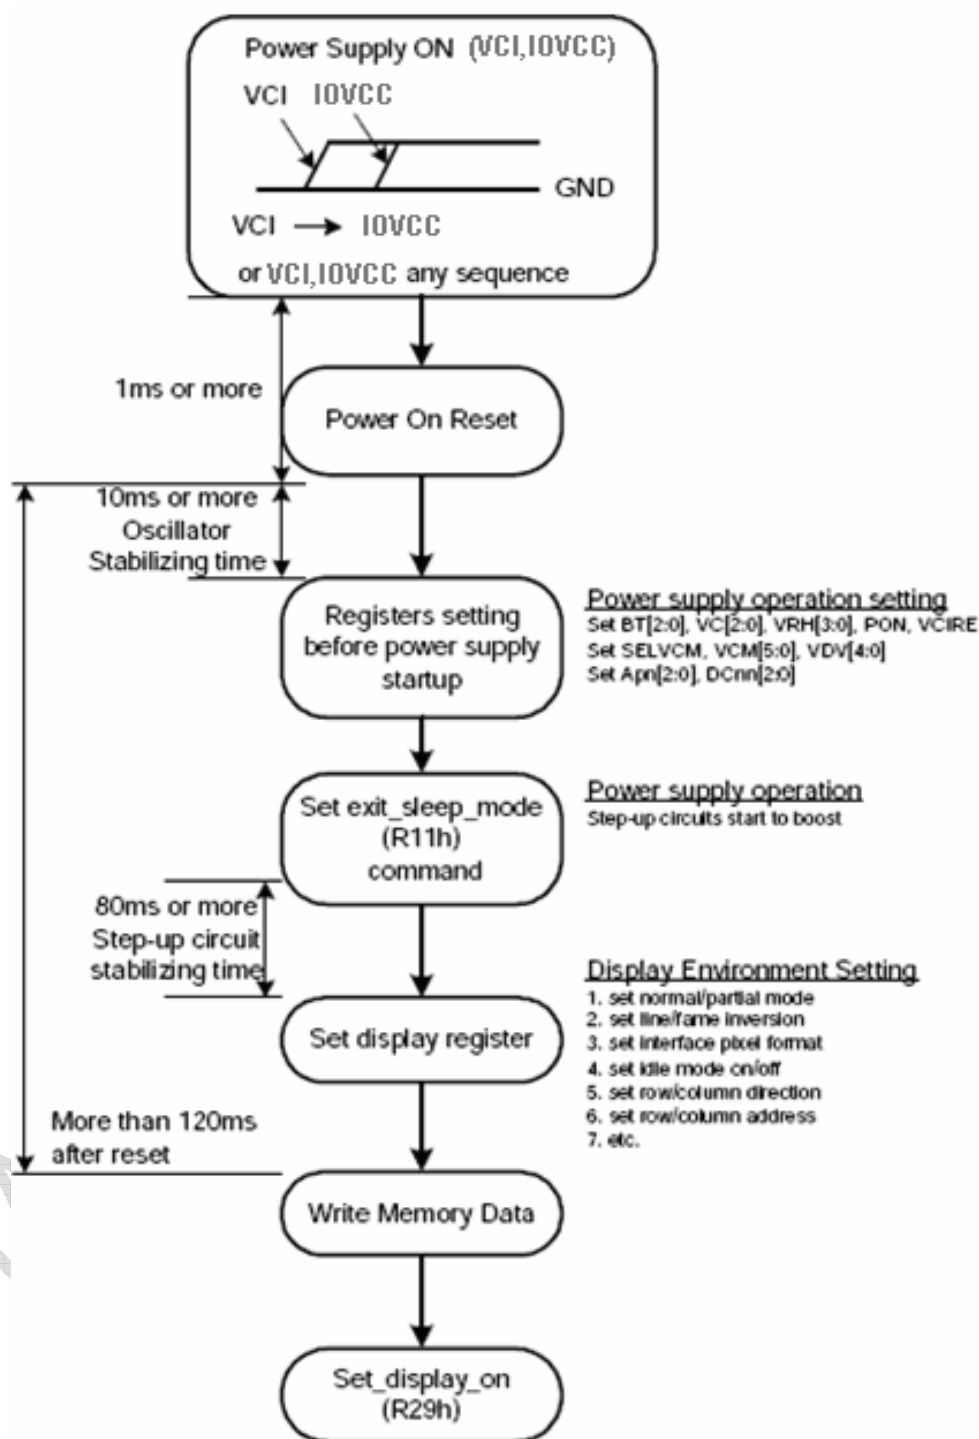 Power Supply ON (VCI,IOVCC)
VCI IOVCC
GND
VCI → IOVCC
or VCI,IOVCC any sequence
1ms or more
Power On Reset
10ms or more
Oscillator
Stabilizing time
Registers setting
before power supply
startup
Power supply operation setting
Set BT[2:0], VC[2:0], VRH[3:0], PON, VCIRE
Set SELVCM, VCM[5:0], VDV[4:0]
Set Apn[2:0], DCnn[2:0]
Set exit_sleep_mode
(R11h)
command
Power supply operation
Step-up circuits start to boost
80ms or more
Step-up circuit
stabilizing time
Set display register
Display Environment Setting
1. set normal/partial mode
2. set line/fame inversion
3. set interface pixel format
4. set idle mode on/off
5. set row/column direction
6. set row/column address
7. etc.
More than 120ms
after reset
Write Memory Data
Set_display_on
(R29h)